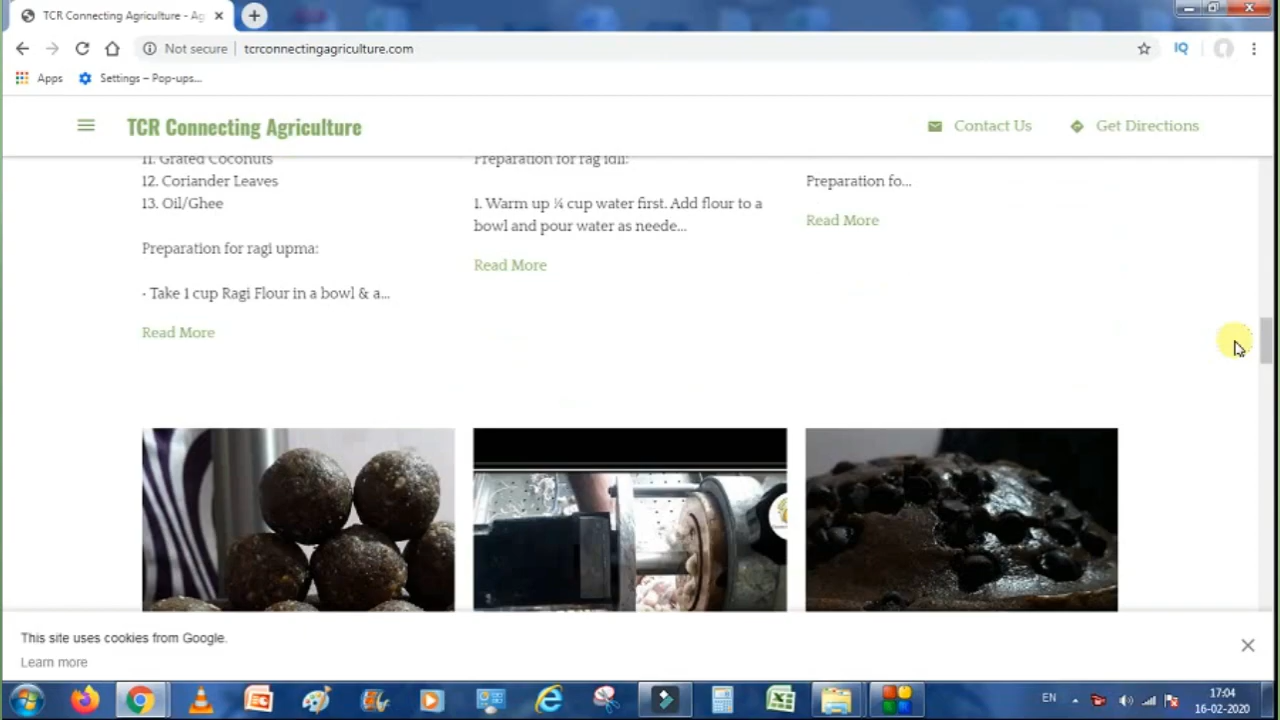 TCR Connecting Agriculture - Ag
Not secure
tcrconnectingagriculture.com
IQ
Apps
Settings – Pop-ups...
TCR Connecting Agriculture
Contact Us
Get Directions
11. Grated Coconuts
12. Coriander Leaves
13. Oil/Ghee
Preparation for ragi upma:
- Take 1 cup Ragi Flour in a bowl & a...
Read More
Preparation for rag idli:
1. Warm up ¼ cup water first. Add flour to a
bowl and pour water as neede...
Read More
Preparation fo...
Read More
This site uses cookies from Google.
Learn more
EN
17:04
16-02-2020